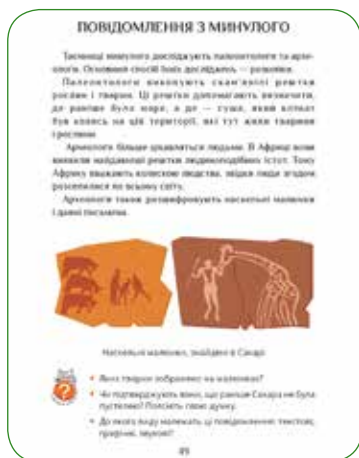 ПОВІДОМЛЕННЯ З МИНУЛОГО
Таємниці минулого досліджують палеонтологи та архе-
ологи. Основний спосіб їхніх досліджень — розкопки.
Палеонтологи викопують скам'янілі рештки
рослин і тварин. Ці рештки допомагають визначити,
де раніше було море, а де — суша, який клімат
був колись на цій території, які тут жили тварини
і рослини.
Археологи більше цікавляться людьми. В Африці вони
виявили найдавніші рештки людиноподібних істот. Тому
Африку вважають колискою людства, звідки люди згодом
розселилися по всьому світу.
Археологи також розшифровують наскельні малюнки
і давні письмена.
Наскельні малюнки, знайдені в Сахарі
Яких тварин зображено на малюнках?
Чи підтверджують вони, що раніше Сахара не була
пустелею? Поясніть свою думку.
До якого виду належать ці повідомлення: текстові,
графічні, звукові?